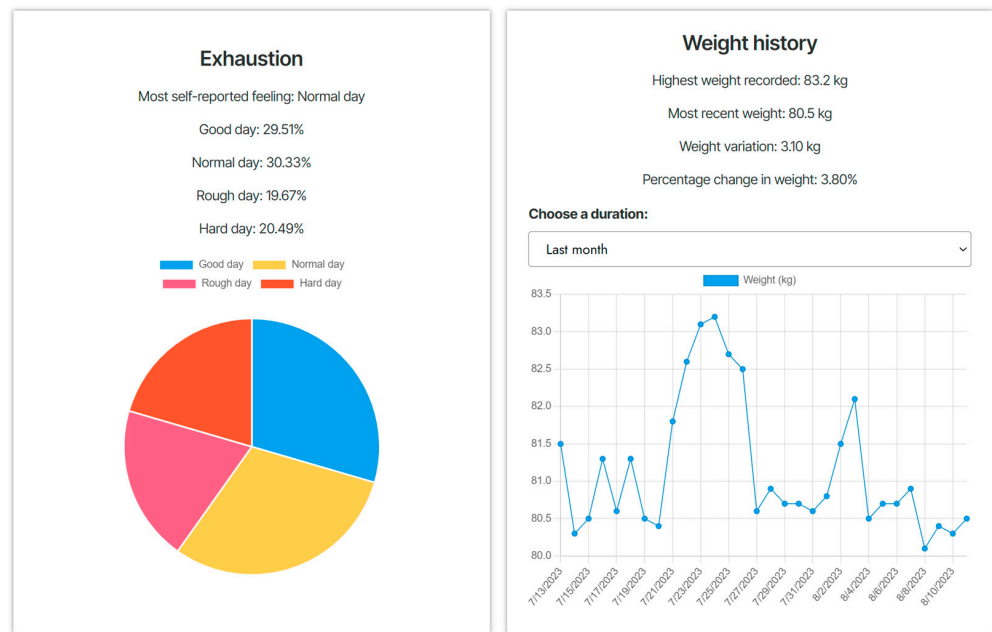 Exhaustion
Most self-reported feeling: Normal day
Good day: 29.51%
Normal day: 30.33%
Rough day: 19.67%
Hard day: 20.49%
Good day Normal day
Rough day Hard day
Weight history
Highest weight recorded: 83.2 kg
Most recent weight: 80.5 kg
Weight variation: 3.10 kg
Percentage change in weight: 3.80%
Choose a duration:
Last month
Weight (kg)
83.5
83.0
82.5
82.0
81.5
81.0
80.5
80.0
7/13/2023 7/15/2023 7/17/2023 7/19/2023 7/21/2023 7/23/2023 7/25/2023 7/27/2023 7/29/2023 7/31/2023 8/2/2023 8/4/2023 8/6/2023 8/8/2023 8/10/2023